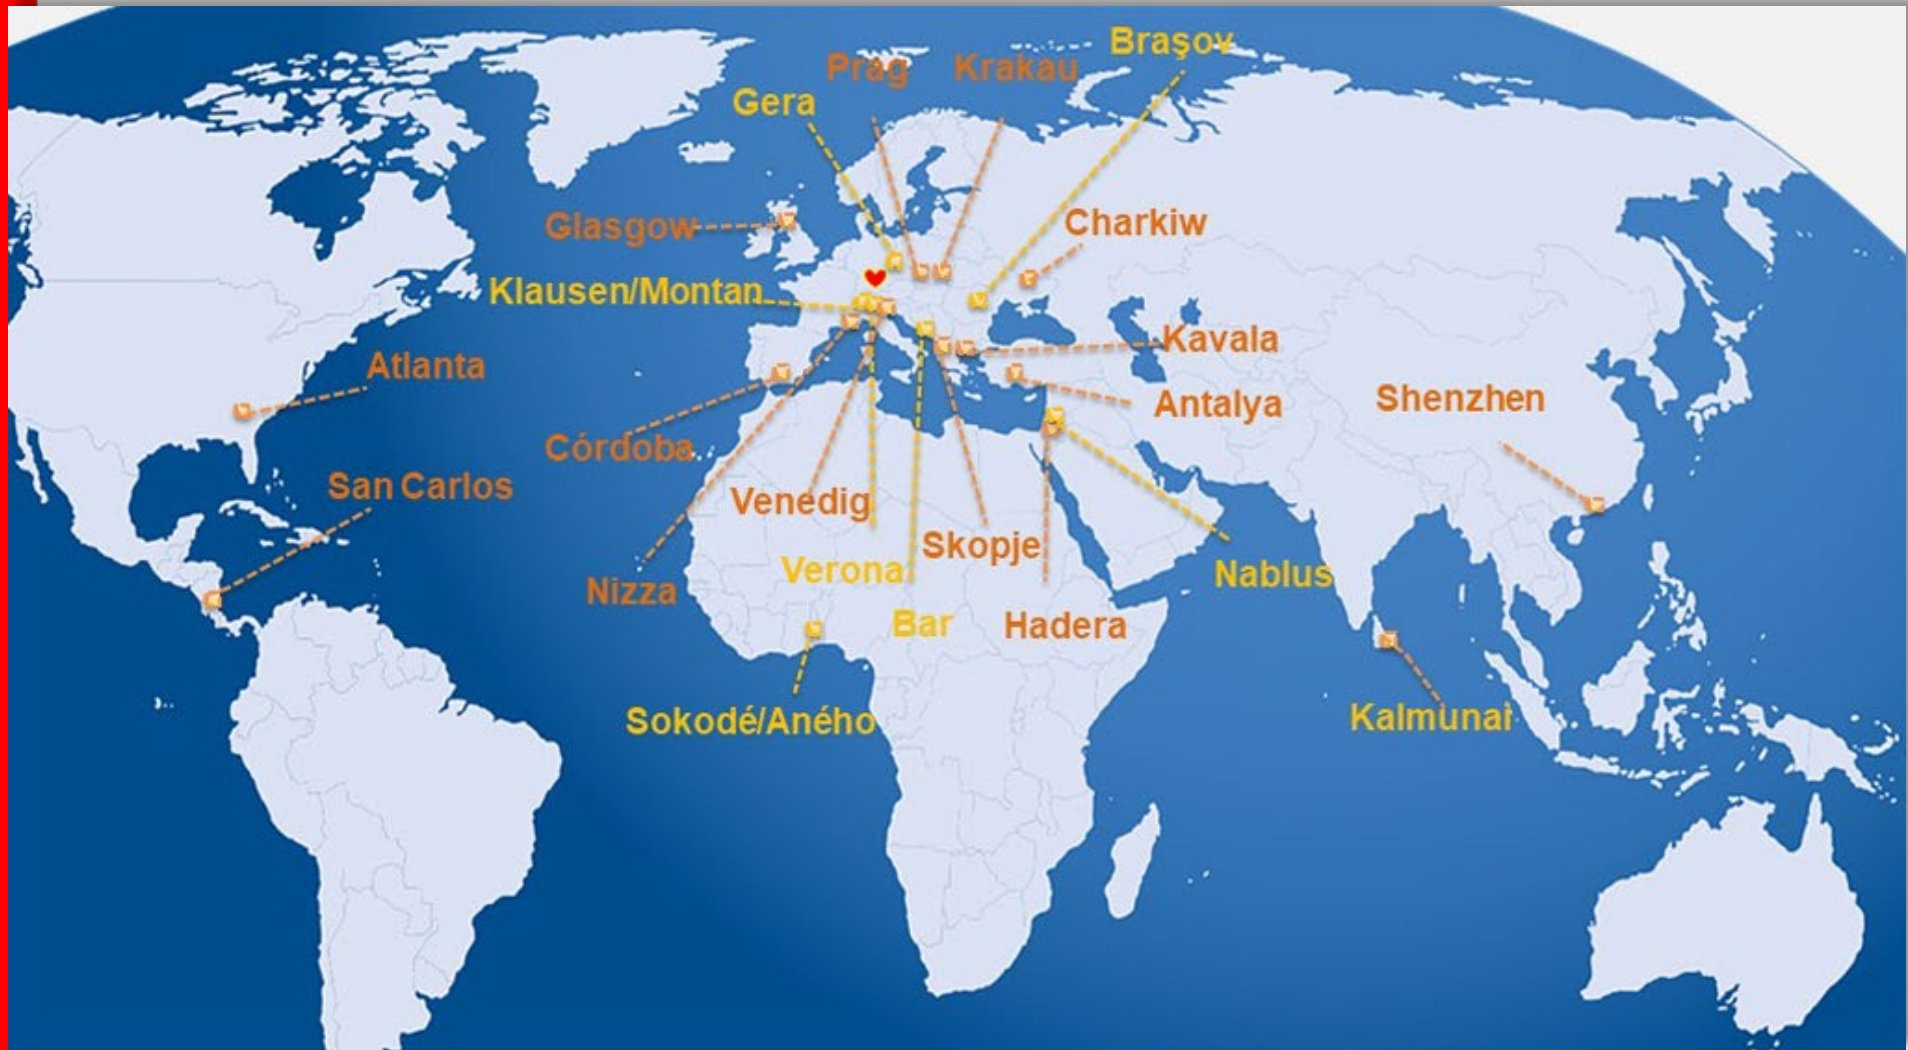 Braşov
Prag
Krakau
Gera
Glasgow
Charkiw
Klausen/Montan
Kavala
Atlanta
Antalya
Shenzhen
Córdoba
San Carlos
Venedig
Skopje
Verona
Nablus
Nizza
Bar
Hadera
Sokodé/Aného
Kalmunai